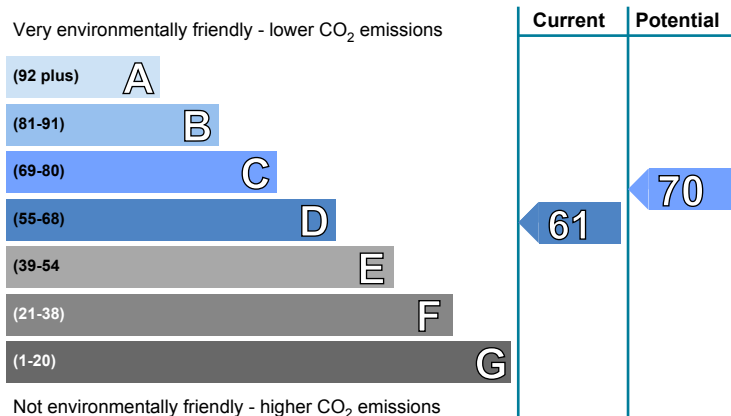 Very environmentally friendly - lower CO2 emissions
Current
Potential
(92 plus) A
(81-91) B
(69-80) C
(55-68) D
(39-54 E
(21-38) F
(1-20) G
61
70
Not environmentally friendly - higher CO2 emissions